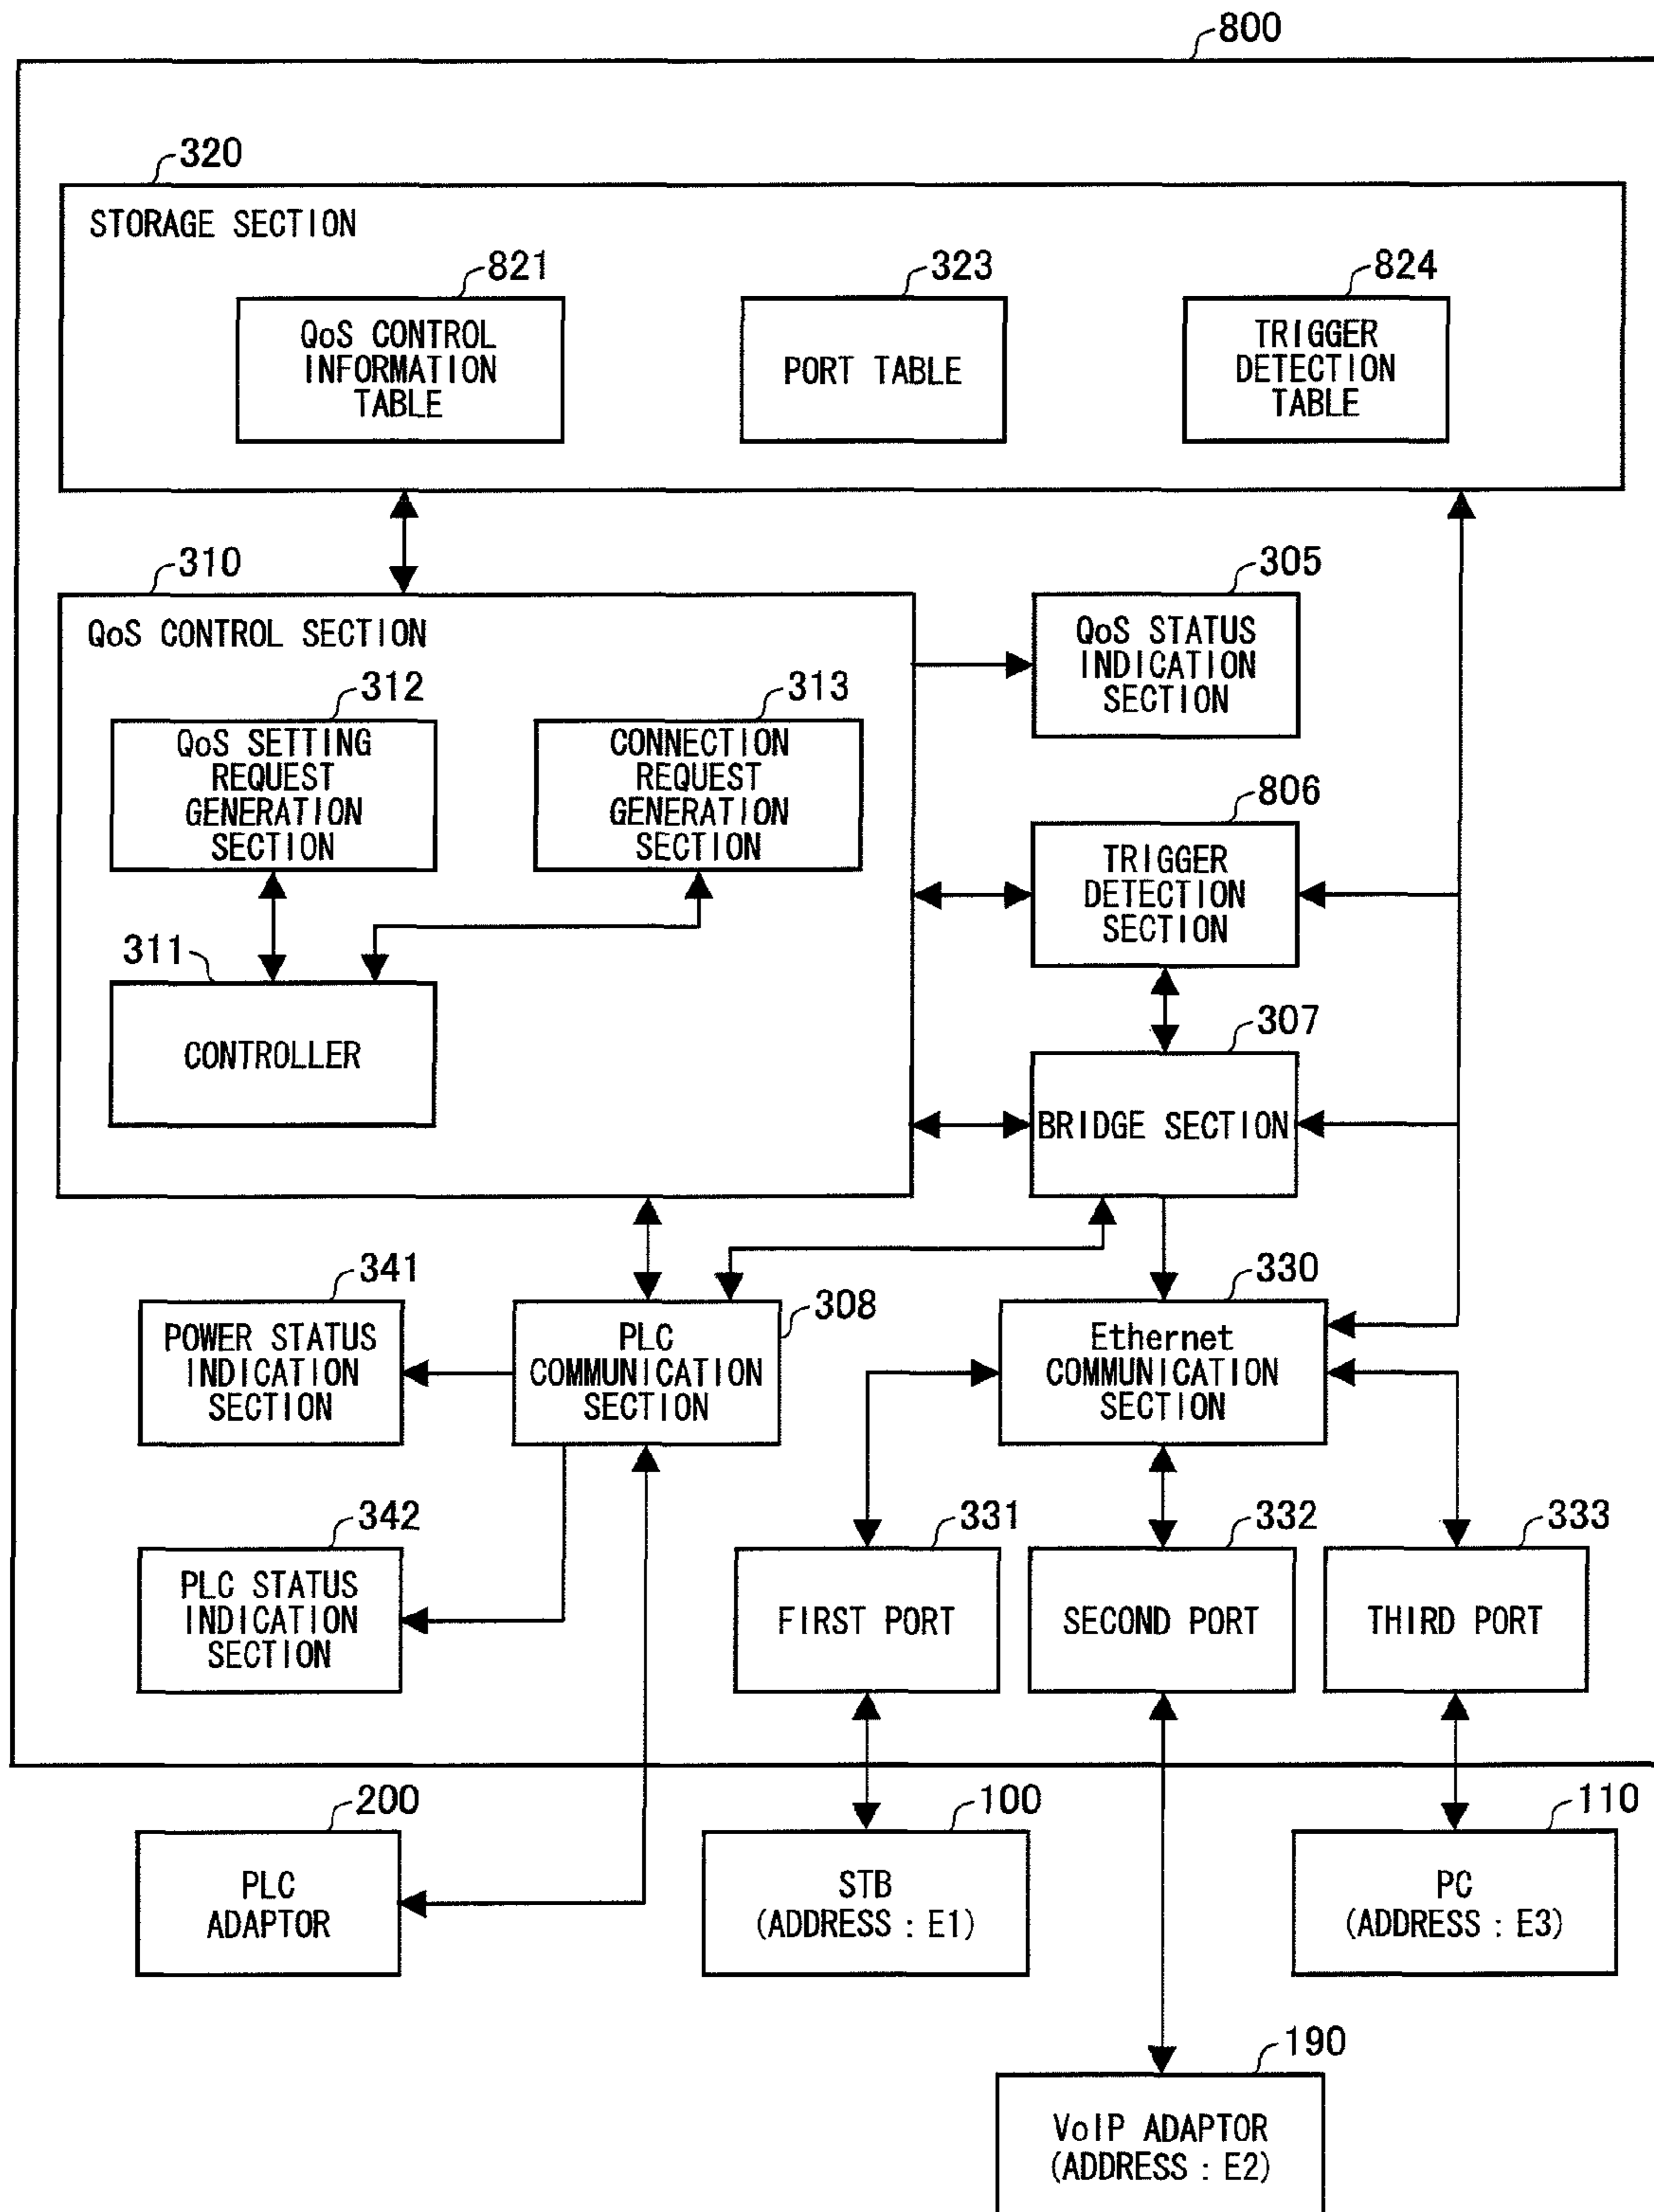 800
320
STORAGE SECTION
821
323
824
QoS CONTROL
INFORMATION
TABLE
PORT TABLE
TRIGGER
DETECTION
TABLE
310
305
QoS CONTROL SECTION
QoS STATUS
INDICATION
SECTION
312
313
QoS SETTING
REQUEST
GENERATION
SECTION
CONNECTION
REQUEST
GENERATION
SECTION
806
TRIGGER
DETECTION
SECTION
311
CONTROLLER
307
BRIDGE SECTION
341
308
330
POWER STATUS
INDICATION
SECTION
PLC
COMMUNICATION
SECTION
Ethernet
COMMUNICATION
SECTION
342
331
332
333
PLC STATUS
INDICATION
SECTION
FIRST PORT
SECOND PORT
THIRD PORT
200
100
110
PLC
ADAPTOR
STB
(ADDRESS : E1)
PC
(ADDRESS : E3)
190
VoIP ADAPTOR
(ADDRESS : E2)